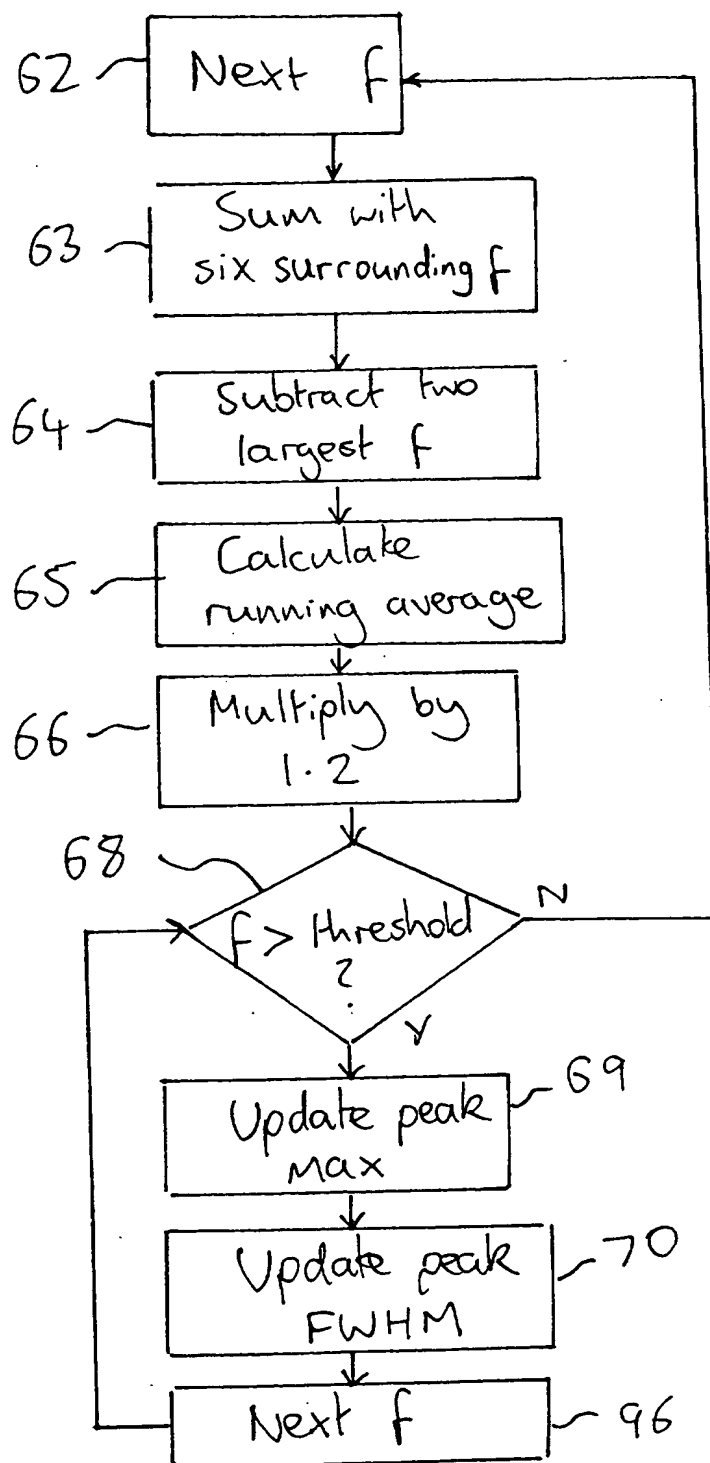 62
Next f
63
Sum with
six surrounding f
64
Subtract two
largest f
65
Calculate
running average
66
Multiply by
1.2
68
f > threshold
?
N
Y
69
Update peak
max
70
Update peak
FWHM
Next f
96